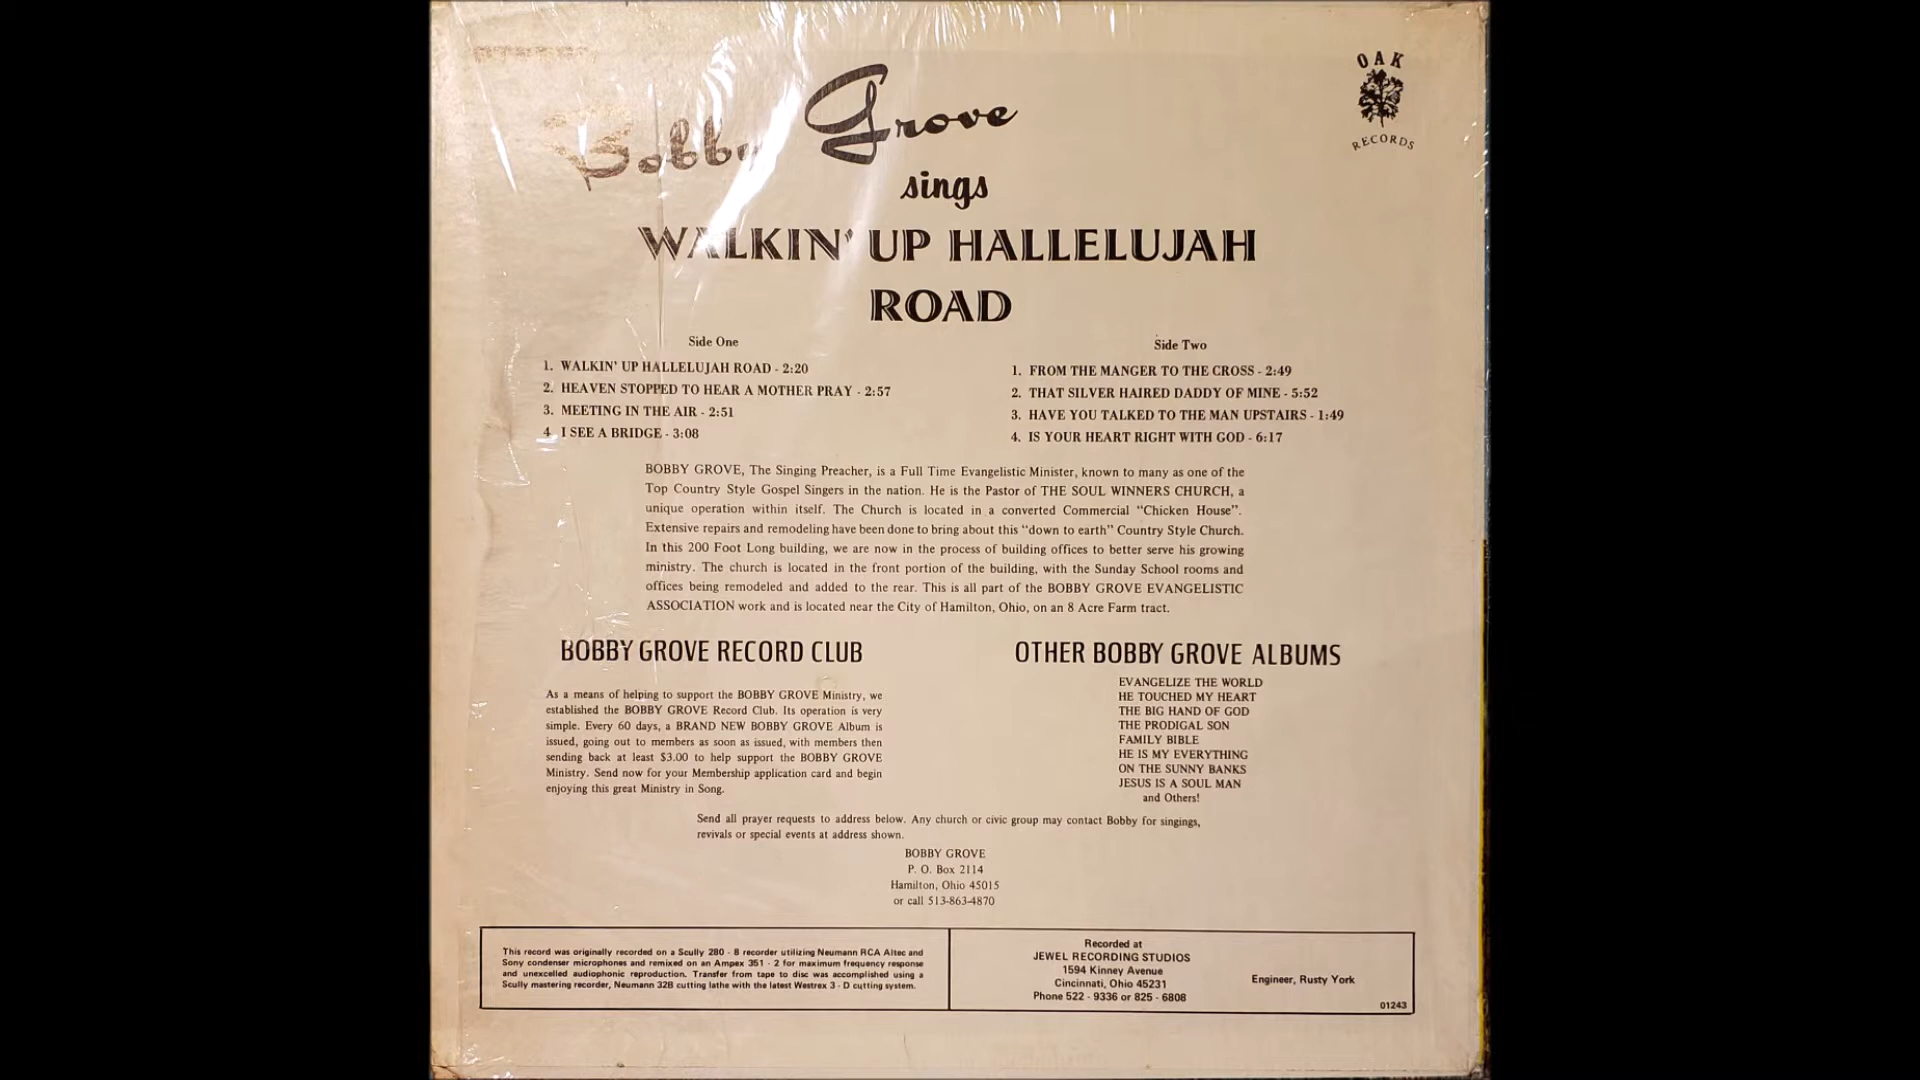 OAK
RECORDS
Bobby Grove
sings
WALKIN' UP HALLELUJAH
ROAD
Side One
1. WALKIN' UP HALLELUJAH ROAD - 2:20
2. HEAVEN STOPPED TO HEAR A MOTHER PRAY - 2:57
3. MEETING IN THE AIR - 2:51
4 I SEE A BRIDGE - 3:08
Side Two
1. FROM THE MANGER TO THE CROSS - 2:49
2. THAT SILVER HAIRED DADDY OF MINE - 5:52
3. HAVE YOU TALKED TO THE MAN UPSTAIRS - 1:49
4. IS YOUR HEART RIGHT WITH GOD - 6:17
BOBBY GROVE, The Singing Preacher, is a Full Time Evangelistic Minister, known to many as one of the
Top Country Style Gospel Singers in the nation. He is the Pastor of THE SOUL WINNERS CHURCH, a
unique operation within itself. The Church is located in a converted Commercial "Chicken House".
Extensive repairs and remodeling have been done to bring about this "down to earth" Country Style Church.
In this 200 Foot Long building, we are now in the process of building offices to better serve his growing
ministry. The church is located in the front portion of the building, with the Sunday School rooms and
offices being remodeled and added to the rear. This is all part of the BOBBY GROVE EVANGELISTIC
ASSOCIATION work and is located near the City of Hamilton, Ohio, on an 8 Acre Farm tract.
BOBBY GROVE RECORD CLUB
As a means of helping to support the BOBBY GROVE Ministry, we
established the BOBBY GROVE Record Club. Its operation is very
simple. Every 60 days, a BRAND NEW BOBBY GROVE Album is
issued, going out to members as soon as issued, with members then
sending back at least $3.00 to help support the BOBBY GROVE
Ministry. Send now for your Membership application card and begin
enjoying this great Ministry in Song.
OTHER BOBBY GROVE ALBUMS
EVANGELIZE THE WORLD
HE TOUCHED MY HEART
THE BIG HAND OF GOD
THE PRODIGAL SON
FAMILY BIBLE
HE IS MY EVERYTHING
ON THE SUNNY BANKS
JESUS IS A SOUL MAN
and Others!
Send all prayer requests to address below. Any church or civic group may contact Bobby for singings,
revivals or special events at address shown.
BOBBY GROVE
P. O. Box 2114
Hamilton, Ohio 45015
or call 513-863-4870
This record was originally recorded on a Scully 280 - 8 recorder utilizing Neumann RCA Altec and
Sony condenser microphones and remixed on an Ampex 351 - 2 for maximum frequency response
and unexcelled audiophonic reproduction. Transfer from tape to disc was accomplished using a
Scully mastering recorder, Neumann 32B cutting lathe with the latest Westrex 3 - D cutting system.
Recorded at
JEWEL RECORDING STUDIOS
1594 Kinney Avenue
Cincinnati, Ohio 45231
Phone 522 - 9336 or 825 - 6808
Engineer, Rusty York
01243